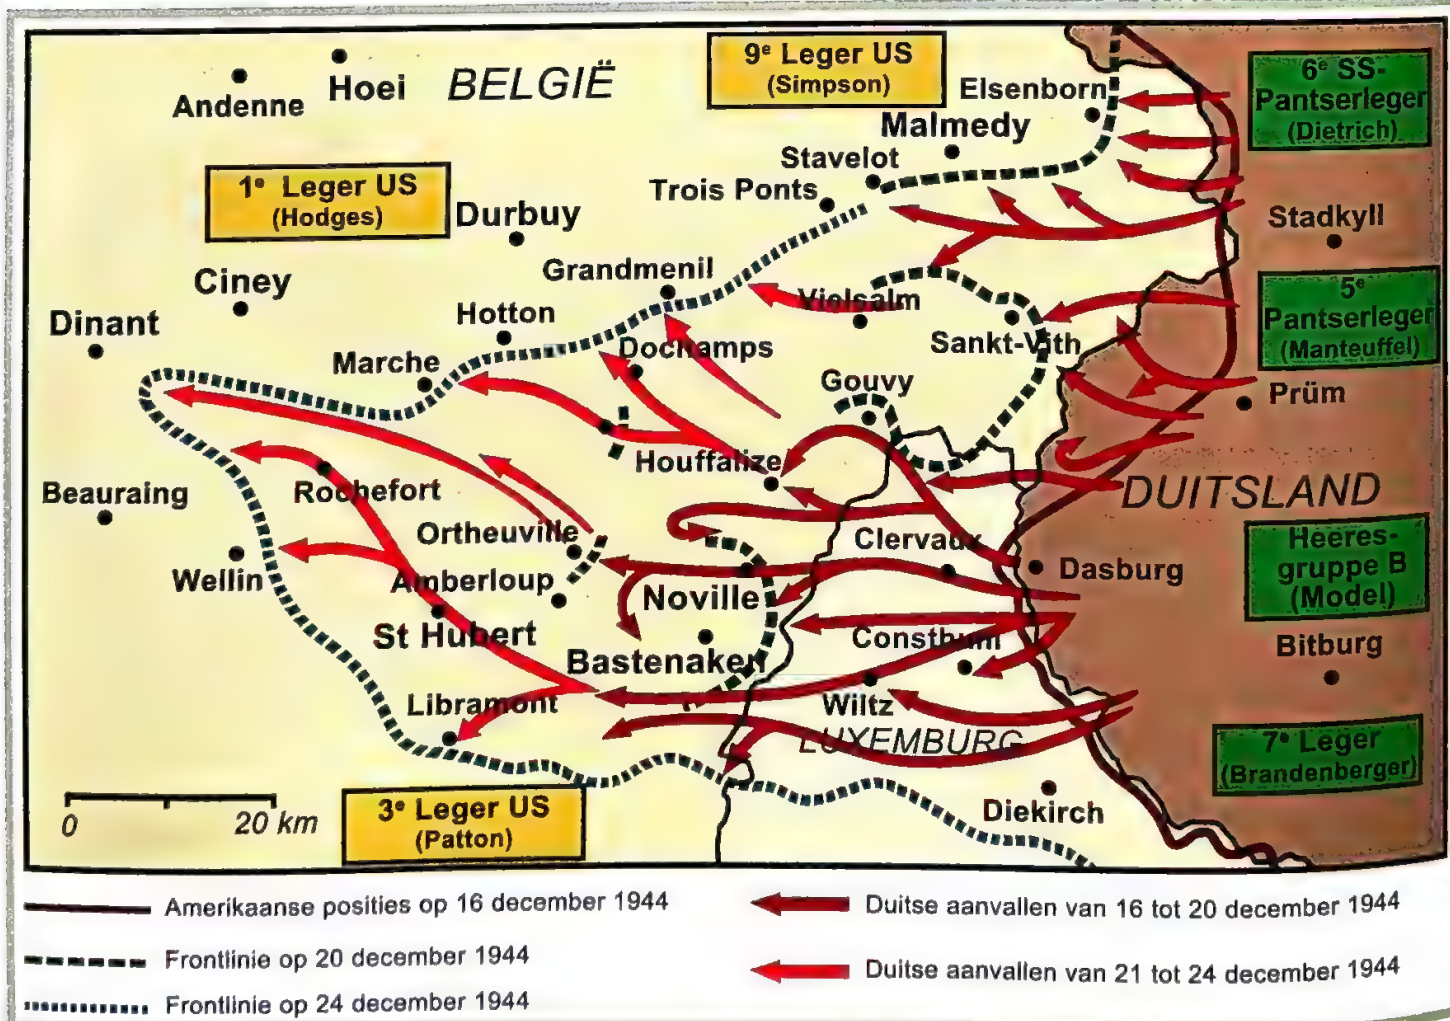 Hoei
BELGIË
Andenne
9e Leger US
(Simpson)
Elsenborn
Malmedy
6e SS-
Pantserleger
(Dietrich)
1e Leger US
(Hodges)
Durbuy
Stavelot
Trois Ponts
Stadkyll
Ciney
Grandmenil
Dinant
Hotton
Marche
Dochamps
Vielsalm
Sankt-Vith
5e
Pantserleger
(Manteuffel)
Gouvy
Prüm
Houffalize
Beauraing
Rochefort
DUITSLAND
Ortheuville
Clervaux
Wellin
Amberloup
Noville
Dasburg
Heeres-
gruppe B
(Model)
St Hubert
Bastenaken
Consthum
Bitburg
Libramont
Wiltz
LUXEMBURG
7e Leger
(Brandenberger)
Diekirch
0 20 km
3e Leger US
(Patton)
Amerikaanse posities op 16 december 1944
Frontlinie op 20 december 1944
Frontlinie op 24 december 1944
Duitse aanvallen van 16 tot 20 december 1944
Duitse aanvallen van 21 tot 24 december 1944